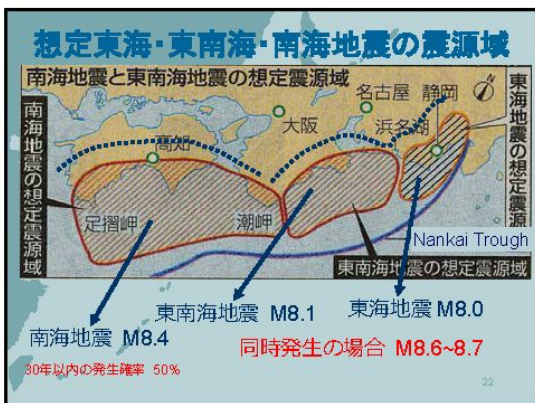 想定東海・東南海・南海地震の震源域
南海地震と東南海地震の想定震源域
名古屋 静岡
大阪
浜名湖
高知
足摺岬
潮岬
南海地震の想定震源域
東海地震の想定震源域
Nankai Trough
東南海地震の想定震源域
東南海地震 M8.1
東海地震 M8.0
南海地震 M8.4
同時発生の場合 M8.6~8.7
30年以内の発生確率 50%
22